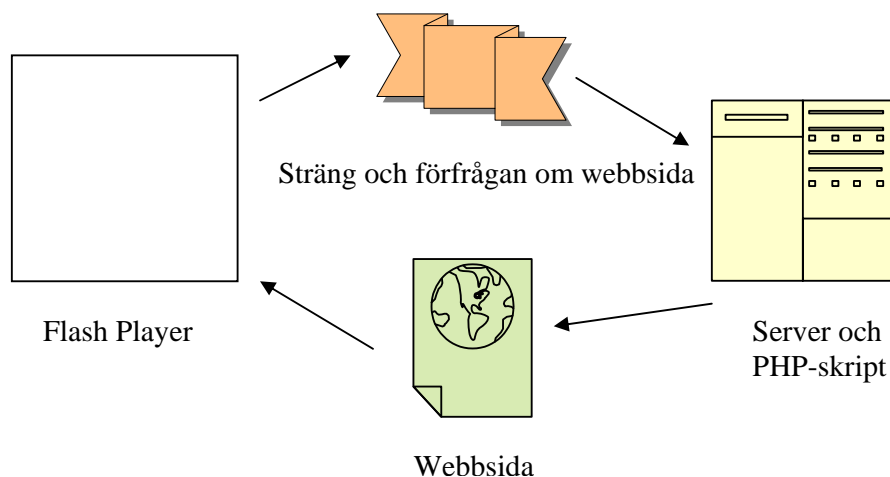 Sträng och förfrågan om webbsida
Flash Player
Server och
PHP-skript
Webbsida